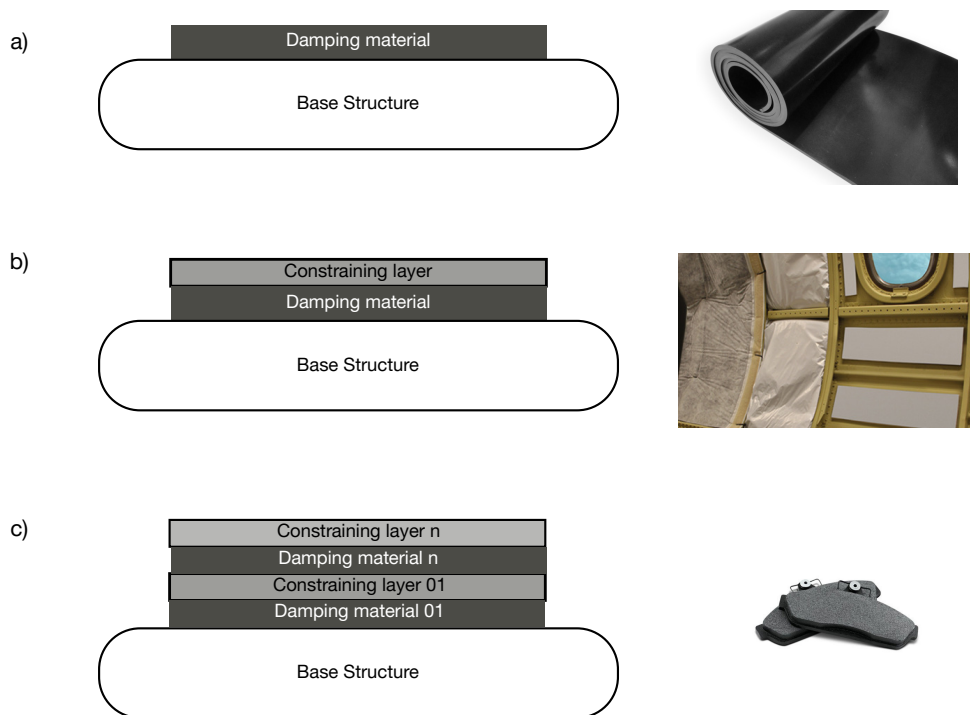 a)
Damping material
Base Structure
b)
Constraining layer
Damping material
Base Structure
c)
Constraining layer n
Damping material n
Constraining layer 01
Damping material 01
Base Structure